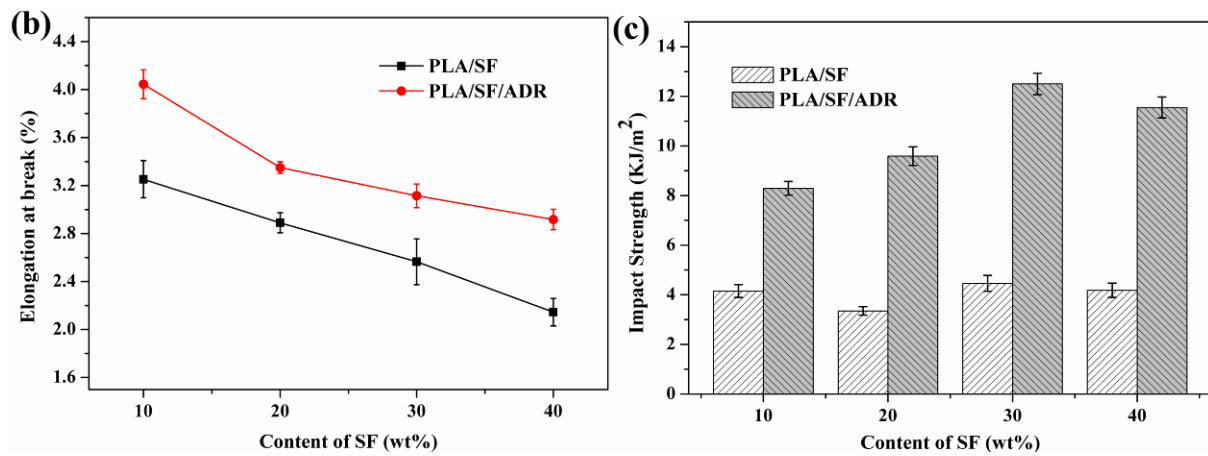 (b)
4.4
4.0
3.6
3.2
2.8
2.4
2.0
1.6
Elongation at break (%)
PLA/SF
PLA/SF/ADR
10 20 30 40
Content of SF (wt%)
(c)
14
12
10
8
6
4
2
0
Impact Strength (KJ/m²)
PLA/SF
PLA/SF/ADR
10 20 30 40
Content of SF (wt%)